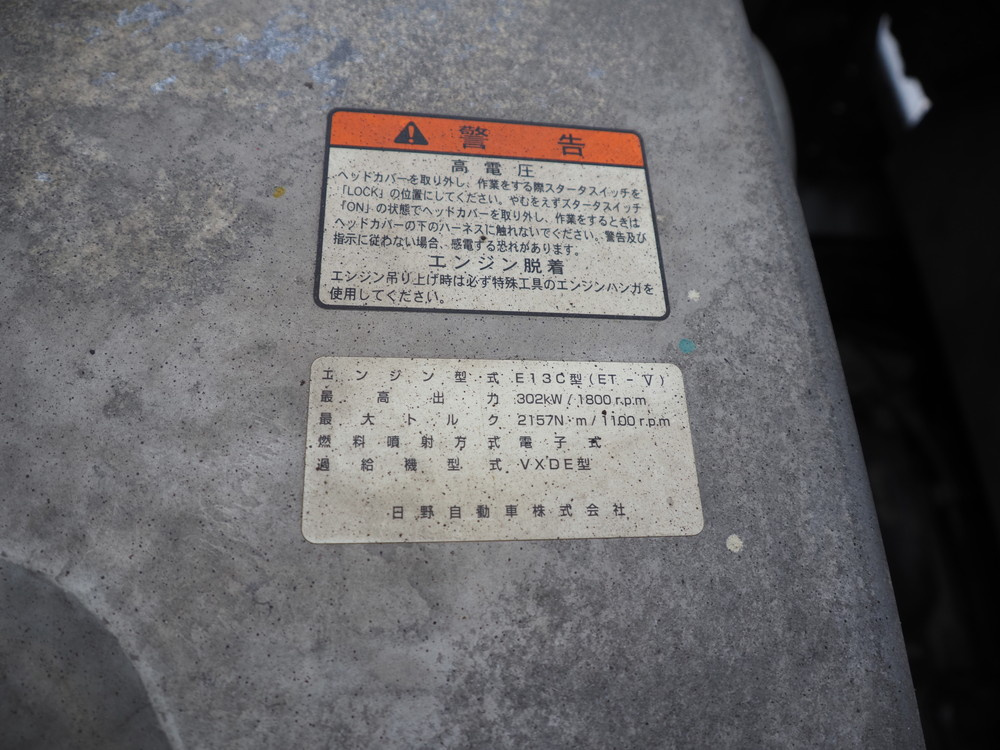 警告
高電圧
ヘッドカバーを取り外し、作業をする際スタータスイッチを
「LOCK」の位置にしてください。やむをえずスタータスイッチ
「ON」の状態でヘッドカバーを取り外し、作業をするときは
ヘッドカバーの下のハーネスに触れないでください。警告及び
指示に従わない場合、感電する恐れがあります。
エンジン脱着
エンジン吊り上げ時は必ず特殊工具のエンジンハンガを
使用してください。
エンジン型式 E13C型(ET-Ⅴ)
最高出力 302kW/1800r.p.m
最大トルク 2157N·m/1100r.p.m
燃料噴射方式 電子式
過給機型式 VXDE型
日野自動車株式会社